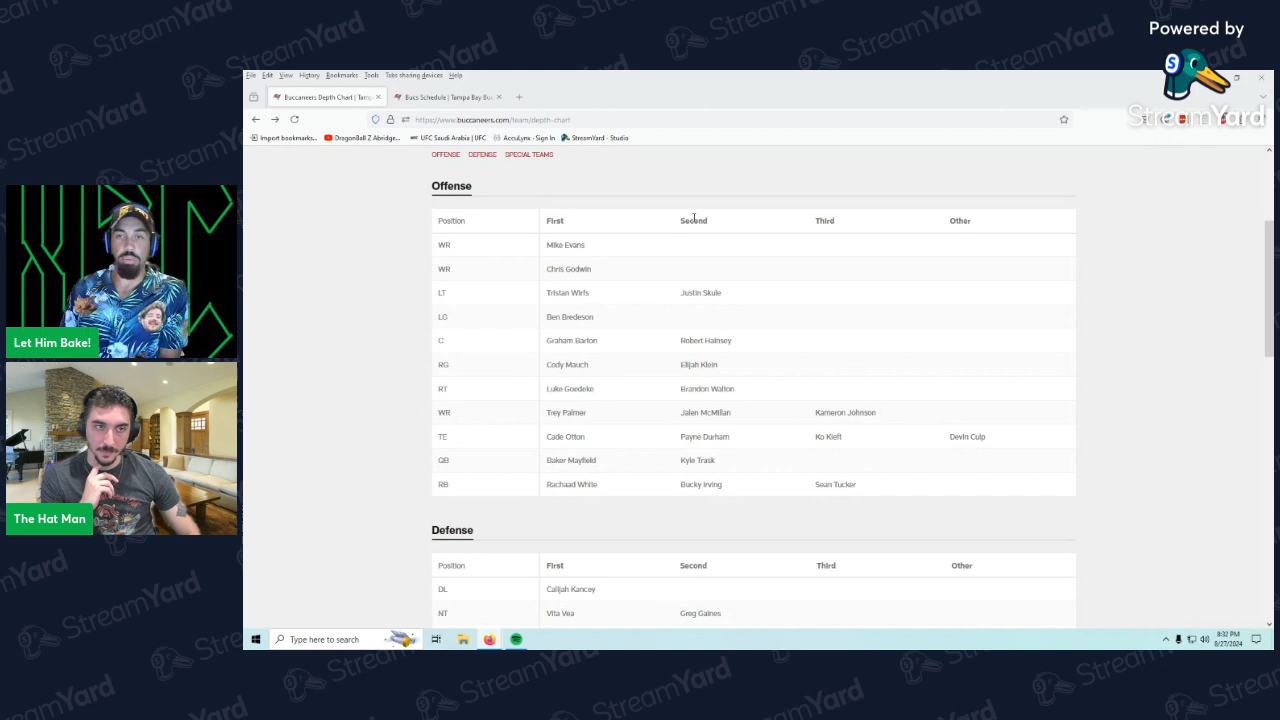 Powered by
StreamYard
File Edit View History Bookmarks Tools Tabs sharing devices Help
Buccaneers Depth Chart | Tam
Bucs Schedule | Tampa Bay Buc
https://www.buccaneers.com/team/depth-chart
Import bookmarks... DragonBall Z Abridge... UFC Saudi Arabia | UFC AccuLynx - Sign In StreamYard - Studio
OFFENSE DEFENSE SPECIAL TEAMS
Offense
Position First Second Third Other
WR Mike Evans
WR Chris Godwin
LT Tristan Wirfs Justin Skule
LG Ben Bredeson
C Graham Barton Robert Hainsey
RG Cody Mauch Elijah Klein
RT Luke Goedeke Brandon Walton
WR Trey Palmer Jalen McMillan Kameron Johnson
TE Cade Otton Payne Durham Ko Kieft Devin Culp
QB Baker Mayfield Kyle Trask
RB Rachaad White Bucky Irving Sean Tucker
Defense
Position First Second Third Other
DL Calijah Kancey
NT Vita Vea Greg Gaines
Let Him Bake!
The Hat Man
Type here to search
8:32 PM
8/27/2024